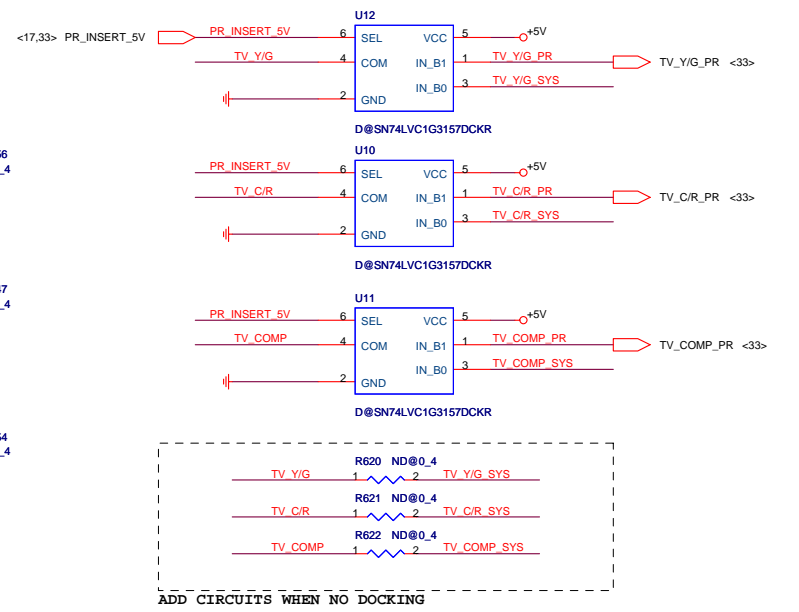 U12
<17,33> PR_INSERT_5V PR_INSERT_5V 6 SEL VCC 5 +5V
TV_Y/G 4 COM IN_B1 1 TV_Y/G_PR TV_Y/G_PR <33>
IN_B0 3 TV_Y/G_SYS
2 GND
D@SN74LVC1G3157DCKR
U10
PR_INSERT_5V 6 SEL VCC 5 +5V
_4
TV_C/R 4 COM IN_B1 1 TV_C/R_PR TV_C/R_PR <33>
IN_B0 3 TV_C/R_SYS
2 GND
D@SN74LVC1G3157DCKR
U11
_4
PR_INSERT_5V 6 SEL VCC 5 +5V
TV_COMP 4 COM IN_B1 1 TV_COMP_PR TV_COMP_PR <33>
IN_B0 3 TV_COMP_SYS
2 GND
D@SN74LVC1G3157DCKR
_4
R620 ND@0_4
TV_Y/G 1 2 TV_Y/G_SYS
R621 ND@0_4
TV_C/R 1 2 TV_C/R_SYS
R622 ND@0_4
TV_COMP 1 2 TV_COMP_SYS
ADD CIRCUITS WHEN NO DOCKING